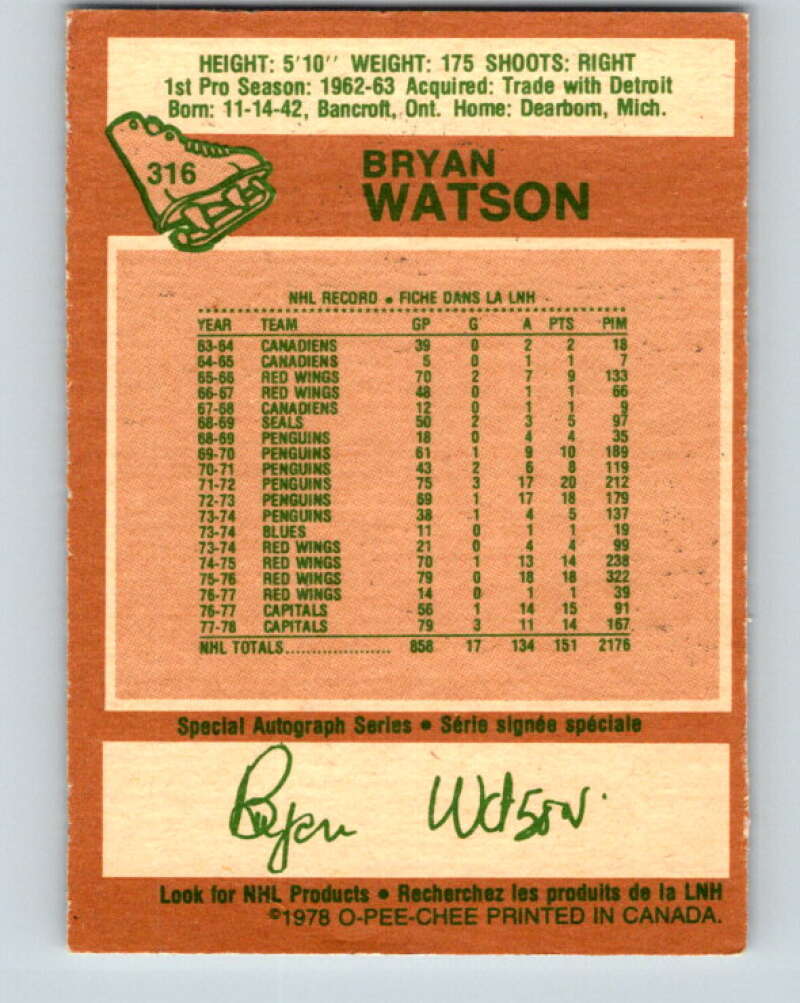 HEIGHT: 5'10'' WEIGHT: 175 SHOOTS: RIGHT
1st Pro Season: 1962-63 Acquired: Trade with Detroit
Born: 11-14-42, Bancroft, Ont. Home: Dearborn, Mich.
316
BRYAN
WATSON
NHL RECORD • FICHE DANS LA LNH
YEAR TEAM GP G A PTS PIM
63-64 CANADIENS 39 0 2 2 18
64-65 CANADIENS 5 0 1 1 7
65-66 RED WINGS 70 2 7 9 133
66-67 RED WINGS 48 0 1 1 66
67-68 CANADIENS 12 0 1 1 9
68-69 SEALS 50 2 3 5 97
68-69 PENGUINS 18 0 4 4 35
69-70 PENGUINS 61 1 9 10 189
70-71 PENGUINS 43 2 6 8 119
71-72 PENGUINS 75 3 17 20 212
72-73 PENGUINS 69 1 17 18 179
73-74 PENGUINS 38 1 4 5 137
73-74 BLUES 11 0 1 1 19
73-74 RED WINGS 21 0 4 4 99
74-75 RED WINGS 70 1 13 14 238
75-76 RED WINGS 79 0 18 18 322
76-77 RED WINGS 14 0 1 1 39
76-77 CAPITALS 56 1 14 15 91
77-78 CAPITALS 79 3 11 14 167
NHL TOTALS.................... 858 17 134 151 2176
Special Autograph Series • Série signée spéciale
Bryan Watson
Look for NHL Products • Recherchez les produits de la LNH
©1978 O-PEE-CHEE PRINTED IN CANADA.